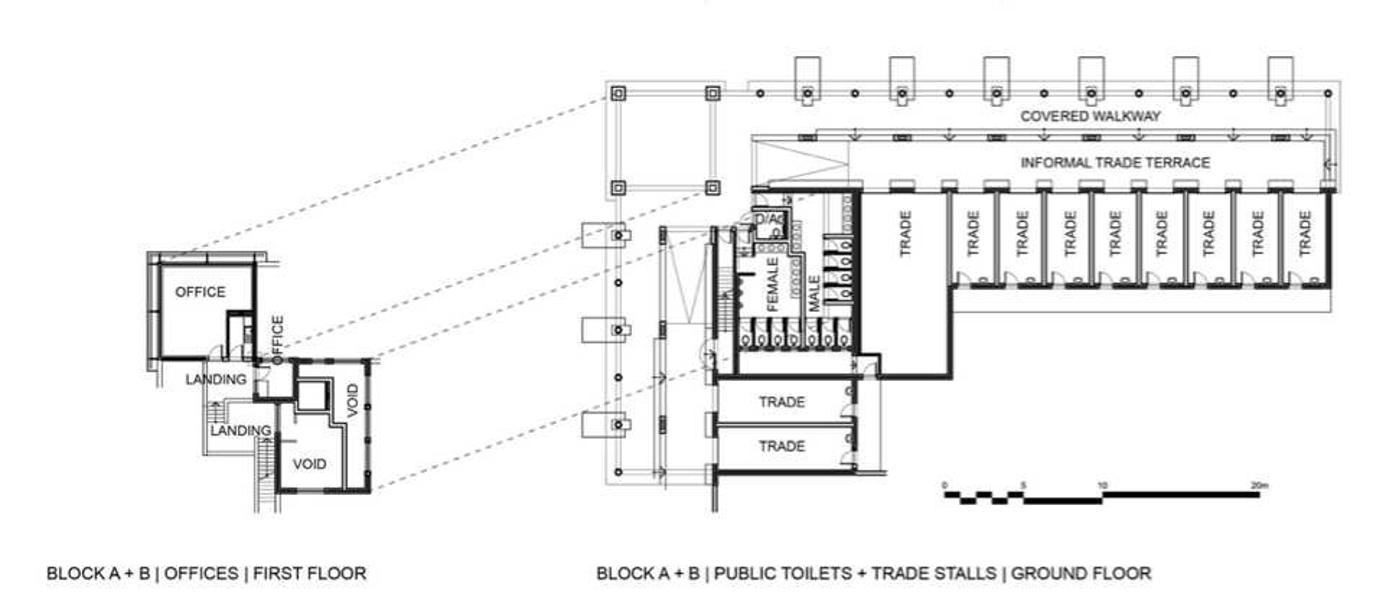 COVERED WALKWAY
INFORMAL TRADE TERRACE
TRADE
TRADE
TRADE
TRADE
TRADE
TRADE
TRADE
TRADE
TRADE
FEMALE
MALE
TRADE
TRADE
OFFICE
OFFICE
LANDING
LANDING
VOID
VOID
0 5 10 20m
BLOCK A + B | OFFICES | FIRST FLOOR
BLOCK A + B | PUBLIC TOILETS + TRADE STALLS | GROUND FLOOR